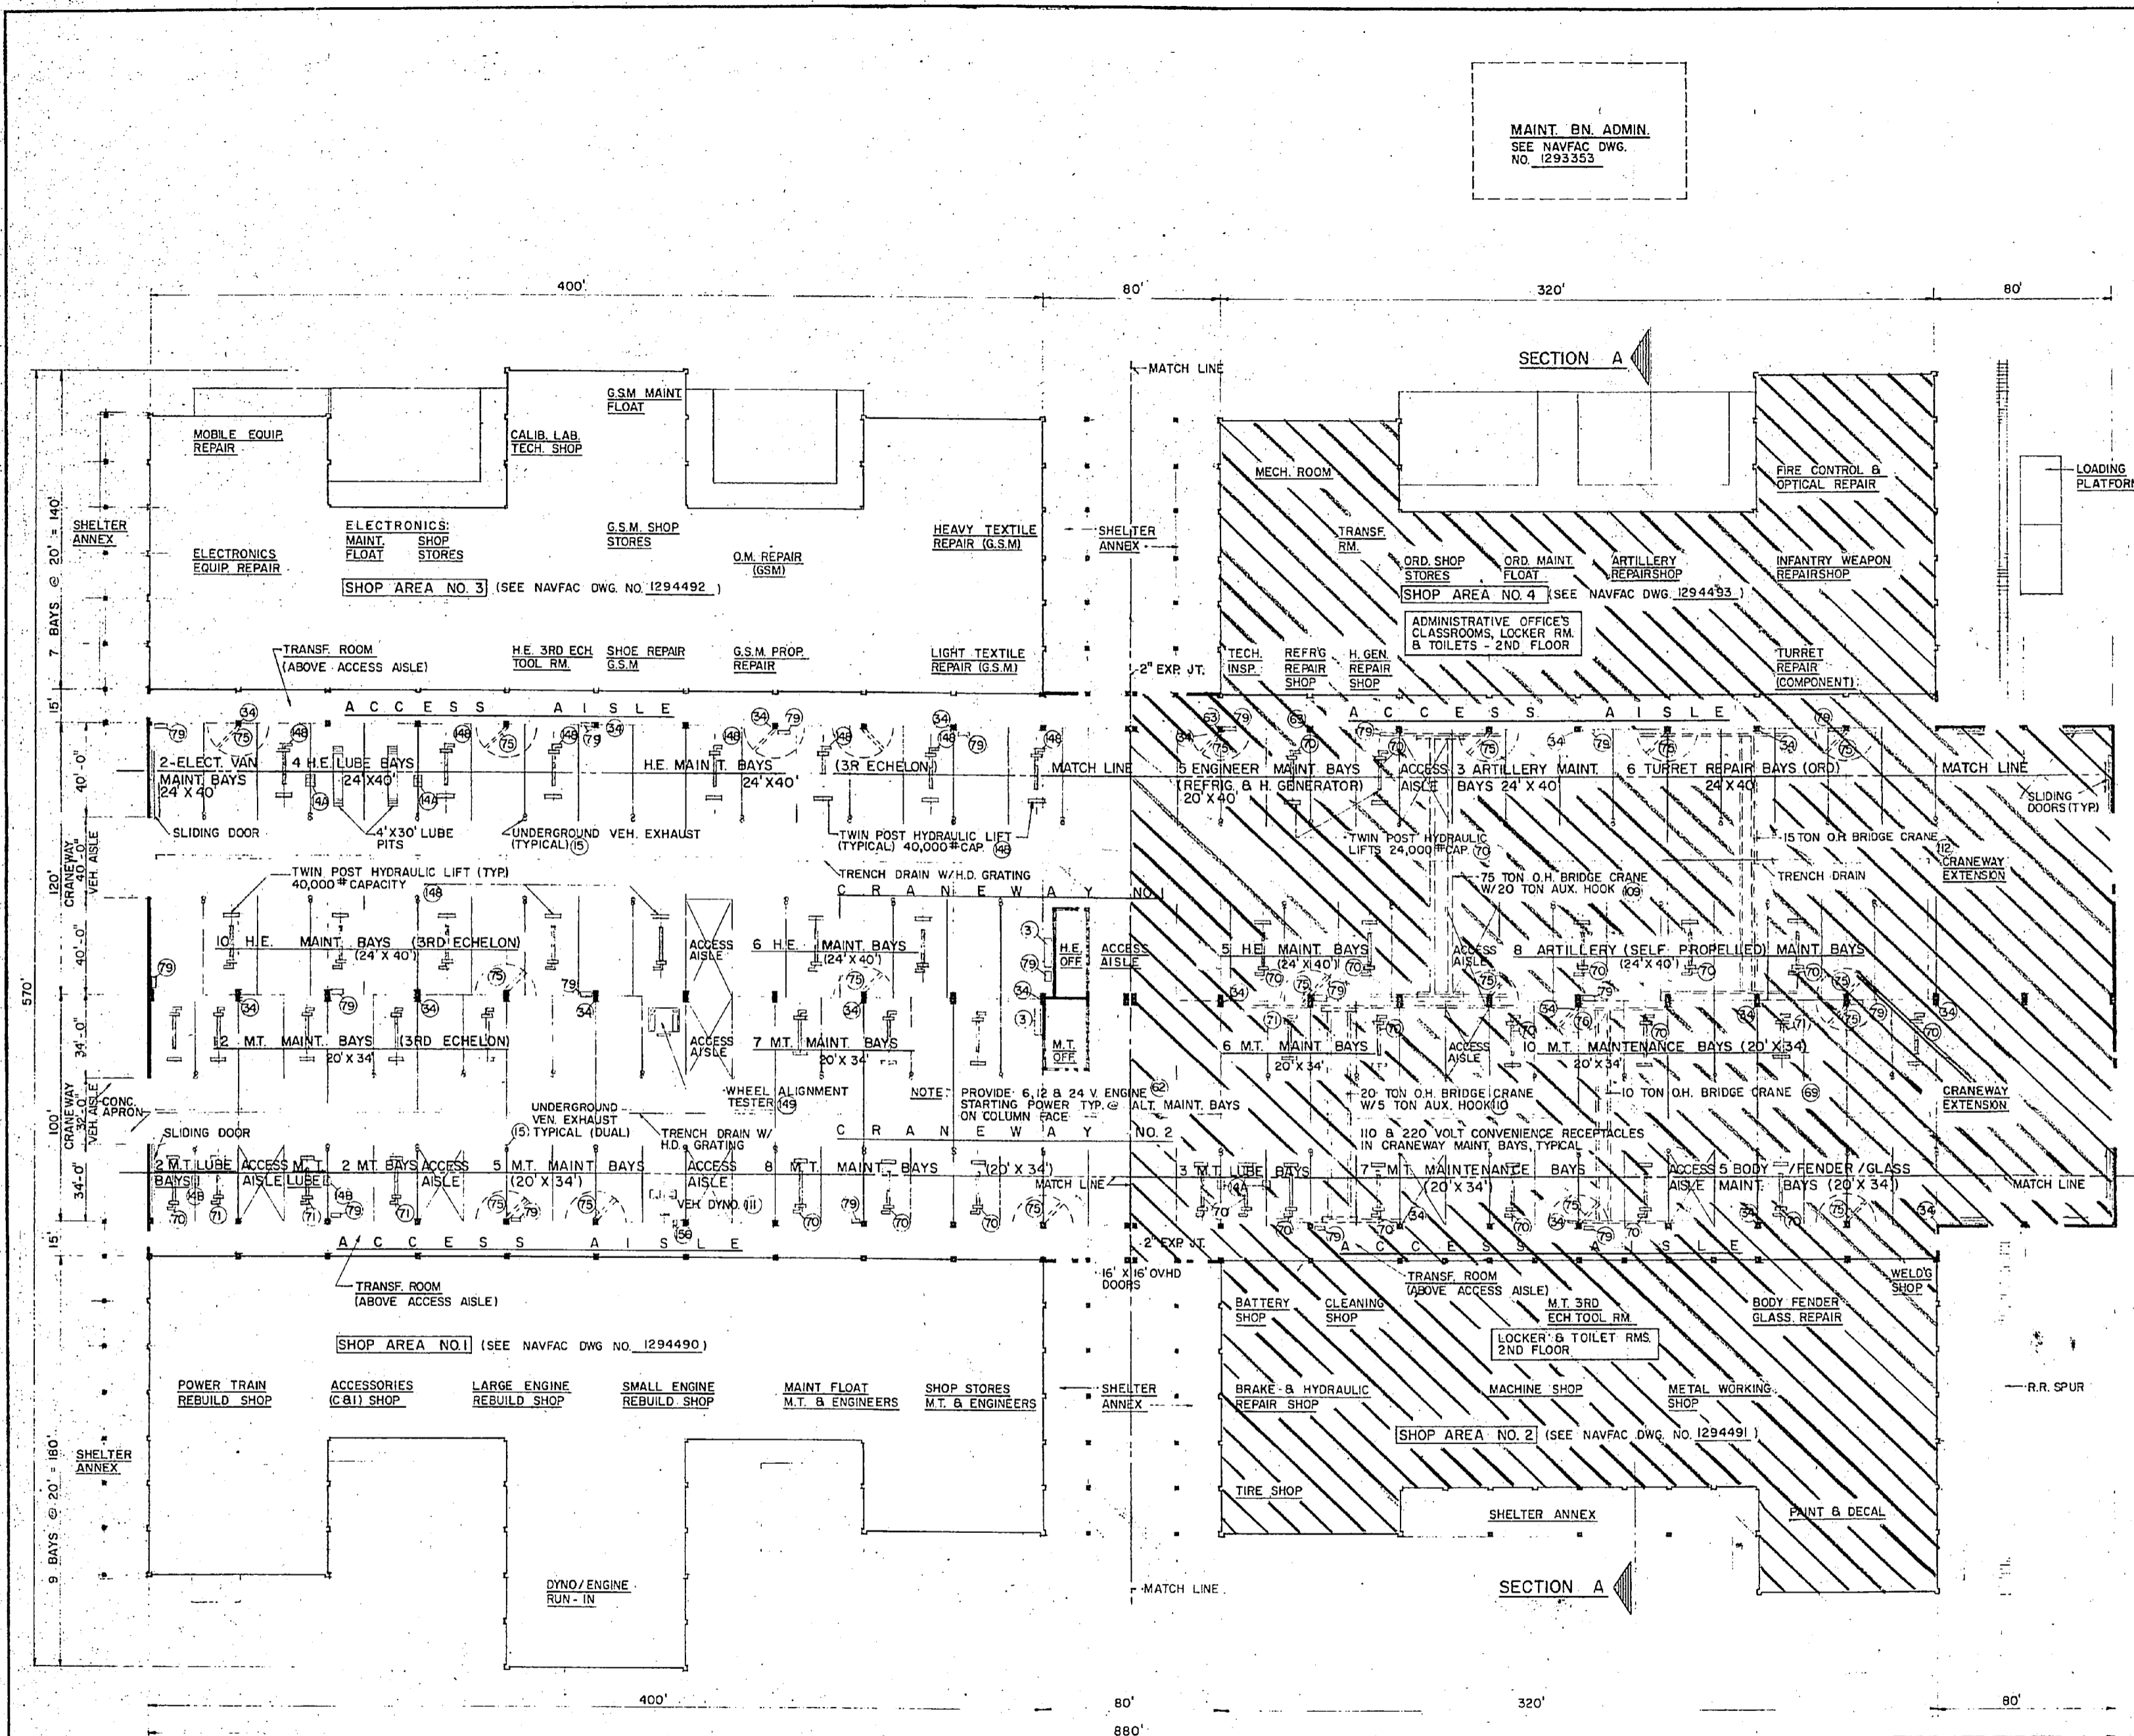 MAINT. BN. ADMIN.
SEE NAVFAC DWG.
NO. 1293353
400'
80'
320'
80'
SECTION A
MATCH LINE
G.S.M MAINT.
FLOAT
MOBILE EQUIP.
REPAIR
CALIB. LAB.
TECH. SHOP
MECH. ROOM
FIRE CONTROL &
OPTICAL REPAIR
LOADING
PLATFORM
SHELTER
ANNEX
ELECTRONICS:
MAINT. SHOP
FLOAT STORES
G.S.M. SHOP
STORES
HEAVY TEXTILE
REPAIR (G.S.M)
SHELTER
ANNEX
TRANSF.
RM.
ELECTRONICS
EQUIP. REPAIR
O.M. REPAIR
(GSM)
ORD. SHOP
STORES
ORD. MAINT.
FLOAT
ARTILLERY
REPAIRSHOP
INFANTRY WEAPON
REPAIRSHOP
SHOP AREA NO. 3 (SEE NAVFAC DWG. NO. 1294492)
SHOP AREA NO. 4 (SEE NAVFAC DWG. 1294493)
ADMINISTRATIVE OFFICE'S
CLASSROOMS, LOCKER RM.
& TOILETS - 2ND FLOOR
7 BAYS @ 20' = 140'
TRANSF. ROOM
(ABOVE ACCESS AISLE)
H.E. 3RD ECH
TOOL RM.
SHOE REPAIR
G.S.M
G.S.M. PROP.
REPAIR
LIGHT TEXTILE
REPAIR (G.S.M)
2" EXP. JT.
TECH.
INSP.
REFR'G
REPAIR
SHOP
H. GEN.
REPAIR
SHOP
TURRET
REPAIR
(COMPONENT)
15'
ACCESS AISLE
ACCESS AISLE
34
79
75
148
63
70
40'-0"
2-ELECT. VAN
MAINT. BAYS
24' X 40'
4 H.E. LUBE BAYS
24' X 40'
14A
14A
H.E. MAINT. BAYS (3R ECHELON)
24' X 40'
MATCH LINE
5 ENGINEER MAINT. BAYS
(REFRIG. & H. GENERATOR)
20' X 40'
ACCESS
AISLE
3 ARTILLERY MAINT.
BAYS 24' X 40'
6 TURRET REPAIR BAYS (ORD)
24' X 40'
MATCH LINE
SLIDING
DOORS (TYP.)
SLIDING DOOR
4' X 30' LUBE
PITS
UNDERGROUND VEH. EXHAUST
(TYPICAL) 15
TWIN POST HYDRAULIC LIFT
(TYPICAL) 40,000 # CAP. 148
TWIN POST HYDRAULIC
LIFTS 24,000 # CAP. 70
15 TON O.H. BRIDGE CRANE
112
CRANEWAY
EXTENSION
120'
CRANEWAY
40'-0"
VEH. AISLE
TWIN POST HYDRAULIC LIFT (TYP.)
40,000 # CAPACITY
148
TRENCH DRAIN W/H.D. GRATING
CRANEWAY NO. 1
75 TON O.H. BRIDGE CRANE
W/20 TON AUX. HOOK 109
TRENCH DRAIN
570'
40'-0"
10 H.E. MAINT. BAYS (3RD ECHELON)
(24' X 40')
ACCESS
AISLE
6 H.E. MAINT. BAYS
(24' X 40')
3
H.E.
OFF.
ACCESS
AISLE
5 H.E. MAINT. BAYS
(24' X 40')
ACCESS
AISLE
8 ARTILLERY (SELF PROPELLED) MAINT. BAYS
(24' X 40')
34'-0"
12 M.T. MAINT. BAYS (3RD ECHELON)
20' X 34'
ACCESS
AISLE
7 M.T. MAINT. BAYS
20' X 34'
3
M.T.
OFF.
71
76
6 M.T. MAINT. BAYS
20' X 34'
ACCESS
AISLE
10 M.T. MAINTENANCE BAYS (20' X 34')
20' X 34'
CONC.
APRON
100'
CRANEWAY
32'-0"
VEH. AISLE
UNDERGROUND
VEN. EXHAUST
15 TYPICAL (DUAL)
WHEEL ALIGNMENT
TESTER 149
TRENCH DRAIN W/
H.D. GRATING
NOTE: PROVIDE 6, 12 & 24 V. ENGINE 62
STARTING POWER TYP. @ ALT. MAINT. BAYS
ON COLUMN FACE
20 TON O.H. BRIDGE CRANE
W/5 TON AUX. HOOK 110
10 TON O.H. BRIDGE CRANE 69
CRANEWAY
EXTENSION
SLIDING DOOR
CRANEWAY NO. 2
110 & 220 VOLT CONVENIENCE RECEPTACLES
IN CRANEWAY MAINT. BAYS, TYPICAL
34'-0"
2 M.T. LUBE
BAYS
ACCESS
AISLE
M.T.
LUBE
2 M.T. BAYS
ACCESS
AISLE
5 M.T. MAINT BAYS
(20' X 34')
ACCESS
AISLE
VEH. DYNO. 111
8 M.T. MAINT. BAYS (20' X 34')
MATCH LINE
3 M.T. LUBE BAYS
14A
7 M.T. MAINTENANCE BAYS
(20' X 34')
ACCESS
AISLE
5 BODY / FENDER / GLASS
MAINT. BAYS (20' X 34')
MATCH LINE
15'
ACCESS AISLE
150
2" EXP. JT.
ACCESS AISLE
TRANSF. ROOM
(ABOVE ACCESS AISLE)
16' X 16' OVHD
DOORS
TRANSF. ROOM
(ABOVE ACCESS AISLE)
WELD'G
SHOP
BATTERY
SHOP
CLEANING
SHOP
M.T. 3RD
ECH TOOL RM.
BODY FENDER
GLASS. REPAIR
LOCKER & TOILET RMS.
2ND FLOOR
SHOP AREA NO.1 (SEE NAVFAC DWG NO. 1294490)
POWER TRAIN
REBUILD SHOP
ACCESSORIES
(C&I) SHOP
LARGE ENGINE
REBUILD SHOP
SMALL ENGINE
REBUILD SHOP
MAINT FLOAT
M.T. & ENGINEERS
SHOP STORES
M.T. & ENGINEERS
SHELTER
ANNEX
BRAKE & HYDRAULIC
REPAIR SHOP
MACHINE SHOP
METAL WORKING
SHOP
R.R. SPUR
SHOP AREA NO. 2 (SEE NAVFAC DWG. NO. 1294491)
SHELTER
ANNEX
9 BAYS @ 20' = 180'
TIRE SHOP
SHELTER ANNEX
PAINT & DECAL
DYNO/ENGINE
RUN-IN
MATCH LINE
SECTION A
400'
80'
320'
80'
880'